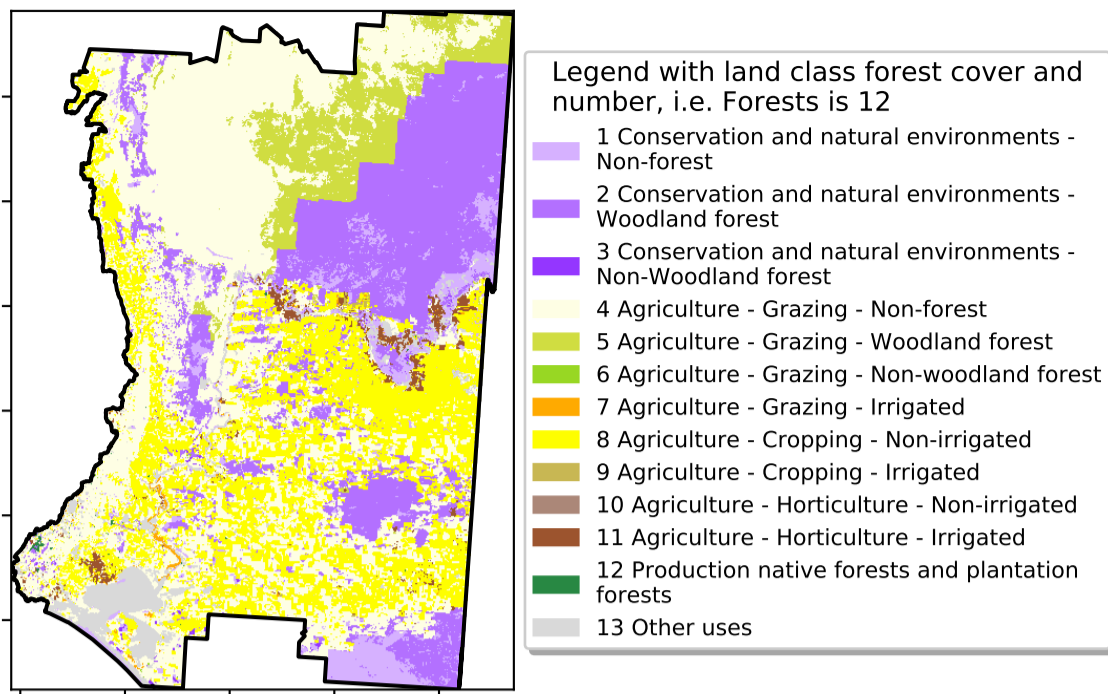 Legend with land class forest cover and
number, i.e. Forests is 12
1 Conservation and natural environments -
Non-forest
2 Conservation and natural environments -
Woodland forest
3 Conservation and natural environments -
Non-Woodland forest
4 Agriculture - Grazing - Non-forest
5 Agriculture - Grazing - Woodland forest
6 Agriculture - Grazing - Non-woodland forest
7 Agriculture - Grazing - Irrigated
8 Agriculture - Cropping - Non-irrigated
9 Agriculture - Cropping - Irrigated
10 Agriculture - Horticulture - Non-irrigated
11 Agriculture - Horticulture - Irrigated
12 Production native forests and plantation
forests
13 Other uses